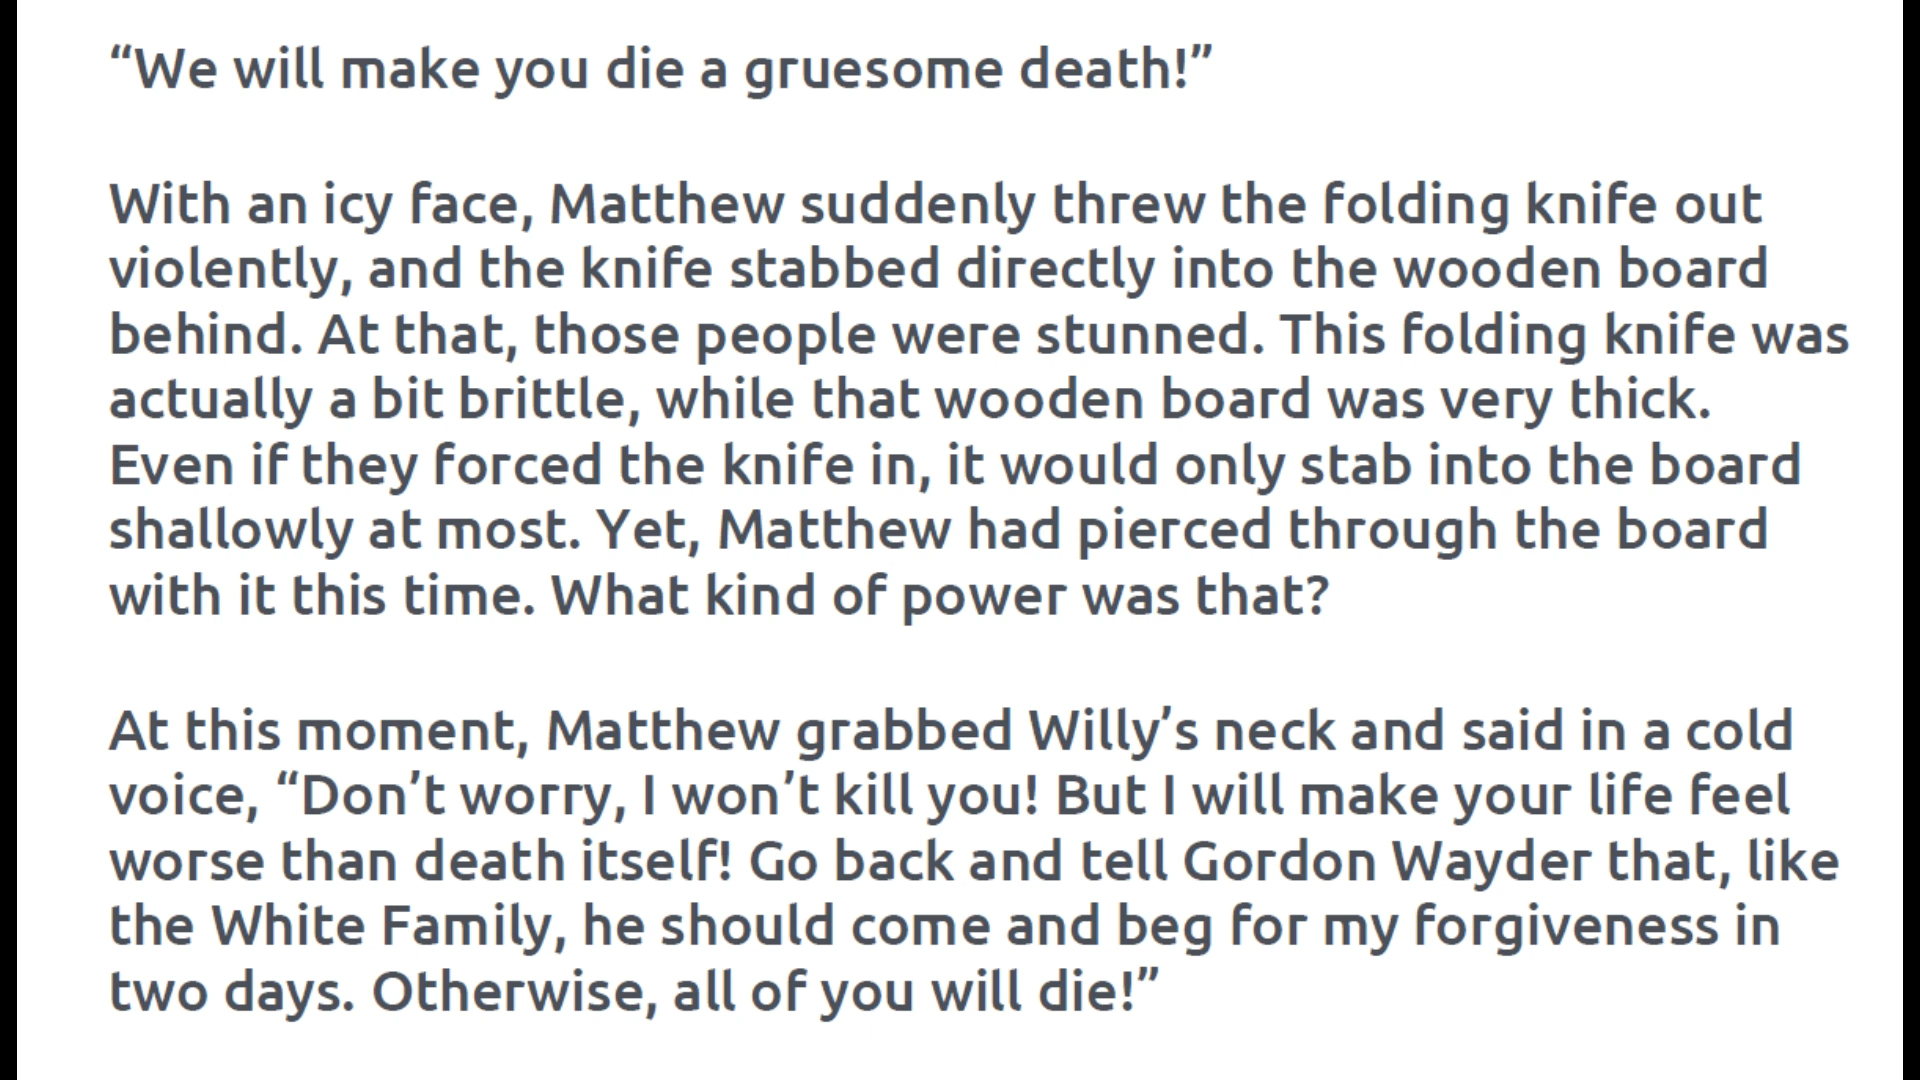 “We will make you die a gruesome death!”
With an icy face, Matthew suddenly threw the folding knife out
violently, and the knife stabbed directly into the wooden board
behind. At that, those people were stunned. This folding knife was
actually a bit brittle, while that wooden board was very thick.
Even if they forced the knife in, it would only stab into the board
shallowly at most. Yet, Matthew had pierced through the board
with it this time. What kind of power was that?
At this moment, Matthew grabbed Willy’s neck and said in a cold
voice, “Don’t worry, I won’t kill you! But I will make your life feel
worse than death itself! Go back and tell Gordon Wayder that, like
the White Family, he should come and beg for my forgiveness in
two days. Otherwise, all of you will die!”